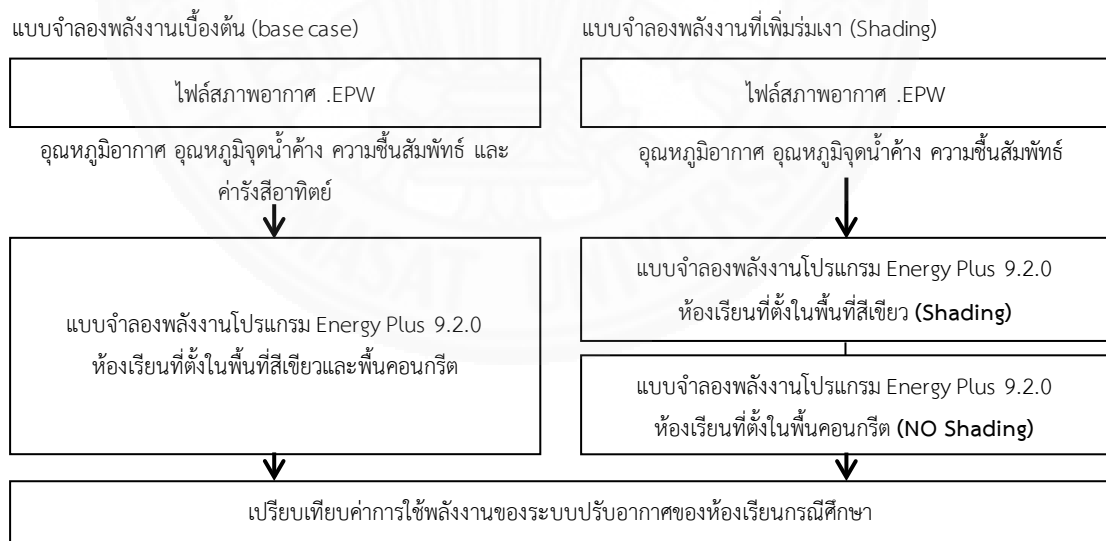 แบบจำลองพลังงานเบื้องต้น (base case)
ไฟล์สภาพอากาศ .EPW
อุณหภูมิอากาศ อุณหภูมิจุดน้ำค้าง ความชื้นสัมพัทธ์ และ
ค่ารังสีอาทิตย์
แบบจำลองพลังงานโปรแกรม Energy Plus 9.2.0
ห้องเรียนที่ตั้งในพื้นที่สีเขียวและพื้นคอนกรีต
แบบจำลองพลังงานที่เพิ่มร่มเงา (Shading)
ไฟล์สภาพอากาศ .EPW
อุณหภูมิอากาศ อุณหภูมิจุดน้ำค้าง ความชื้นสัมพัทธ์
แบบจำลองพลังงานโปรแกรม Energy Plus 9.2.0
ห้องเรียนที่ตั้งในพื้นที่สีเขียว (Shading)
แบบจำลองพลังงานโปรแกรม Energy Plus 9.2.0
ห้องเรียนที่ตั้งในพื้นคอนกรีต (NO Shading)
เปรียบเทียบค่าการใช้พลังงานของระบบปรับอากาศของห้องเรียนกรณีศึกษา